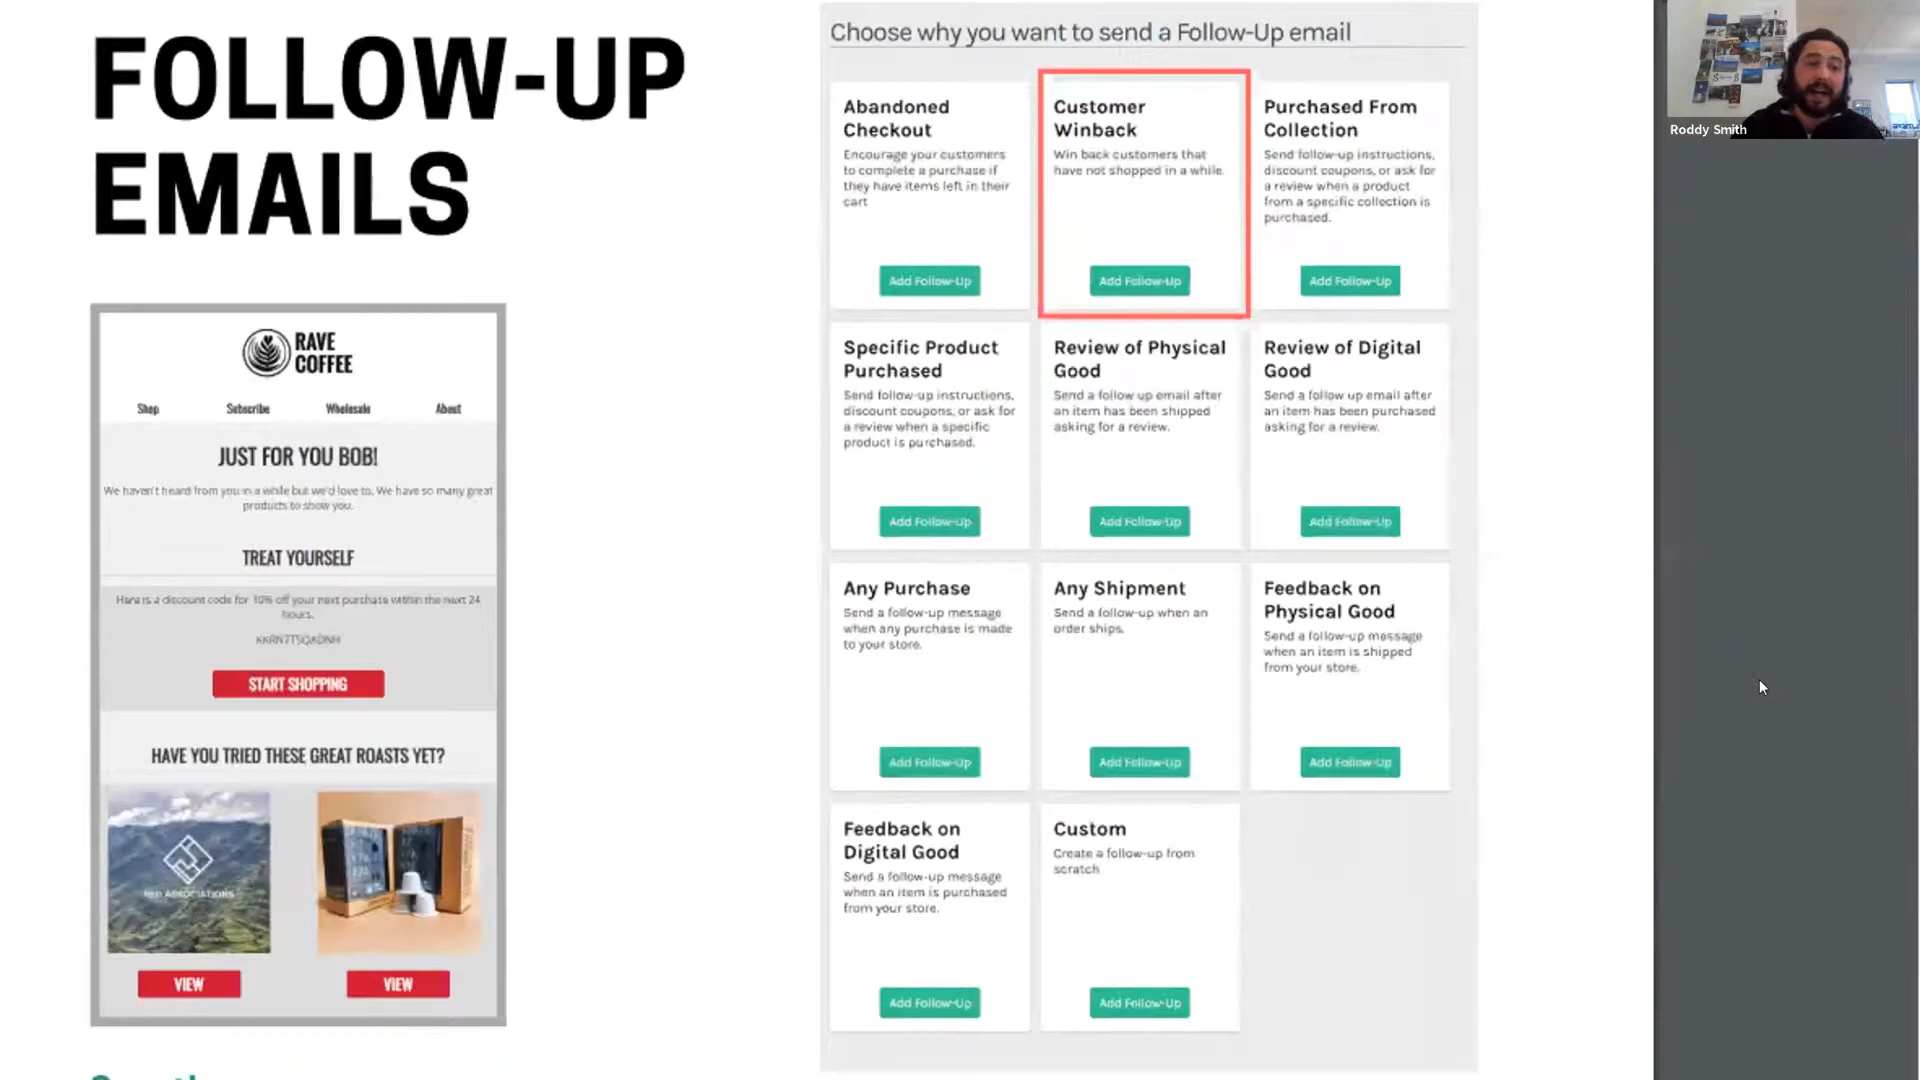 FOLLOW-UP
EMAILS
RAVE
COFFEE
Shop Subscribe Wholesale About
JUST FOR YOU BOB!
We haven't heard from you in a while but we'd love to. We have so many great
products to show you.
TREAT YOURSELF
Here is a discount code for 10% off your next purchase within the next 24
hours.
START SHOPPING
HAVE YOU TRIED THESE GREAT ROASTS YET?
ASSOCIATIONS
VIEW VIEW
Choose why you want to send a Follow-Up email
Abandoned
Checkout
Encourage your customers
to complete a purchase if
they have items left in their
cart
Add Follow-Up
Customer
Winback
Win back customers that
have not shopped in a while
Add Follow-Up
Purchased From
Collection
Send follow-up instructions,
discount coupons, or ask for
a review when a product
from a specific collection is
purchased.
Add Follow-Up
Specific Product
Purchased
Send follow-up instructions,
discount coupons, or ask for
a review when a specific
product is purchased.
Add Follow-Up
Review of Physical
Good
Send a follow up email after
an item has been shipped
asking for a review.
Add Follow-Up
Review of Digital
Good
Send a follow up email after
an item has been purchased
asking for a review.
Add Follow-Up
Any Purchase
Send a follow-up message
when any purchase is made
to your store.
Add Follow-Up
Any Shipment
Send a follow-up when an
order ships.
Add Follow-Up
Feedback on
Physical Good
Send a follow-up message
when an item is shipped
from your store.
Add Follow-Up
Feedback on
Digital Good
Send a follow-up message
when an item is purchased
from your store.
Add Follow-Up
Custom
Create a follow-up from
scratch
Add Follow-Up
Roddy Smith